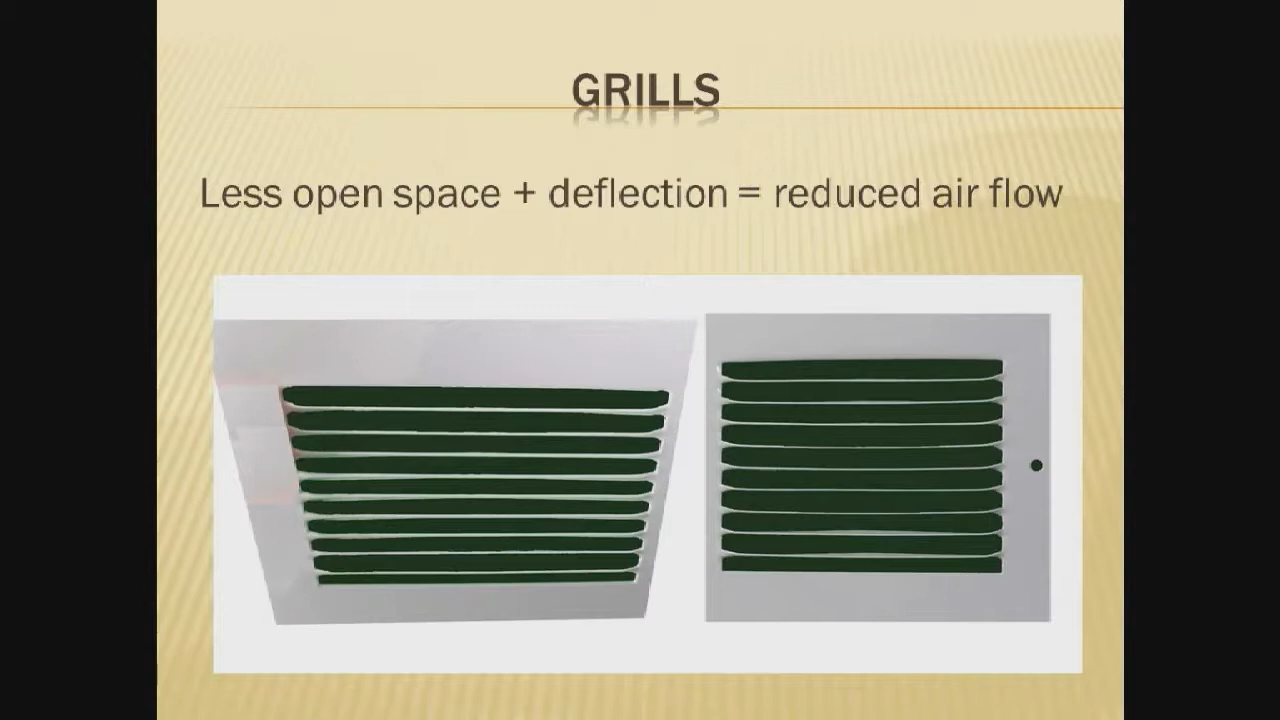 GRILLS
Less open space + deflection = reduced air flow